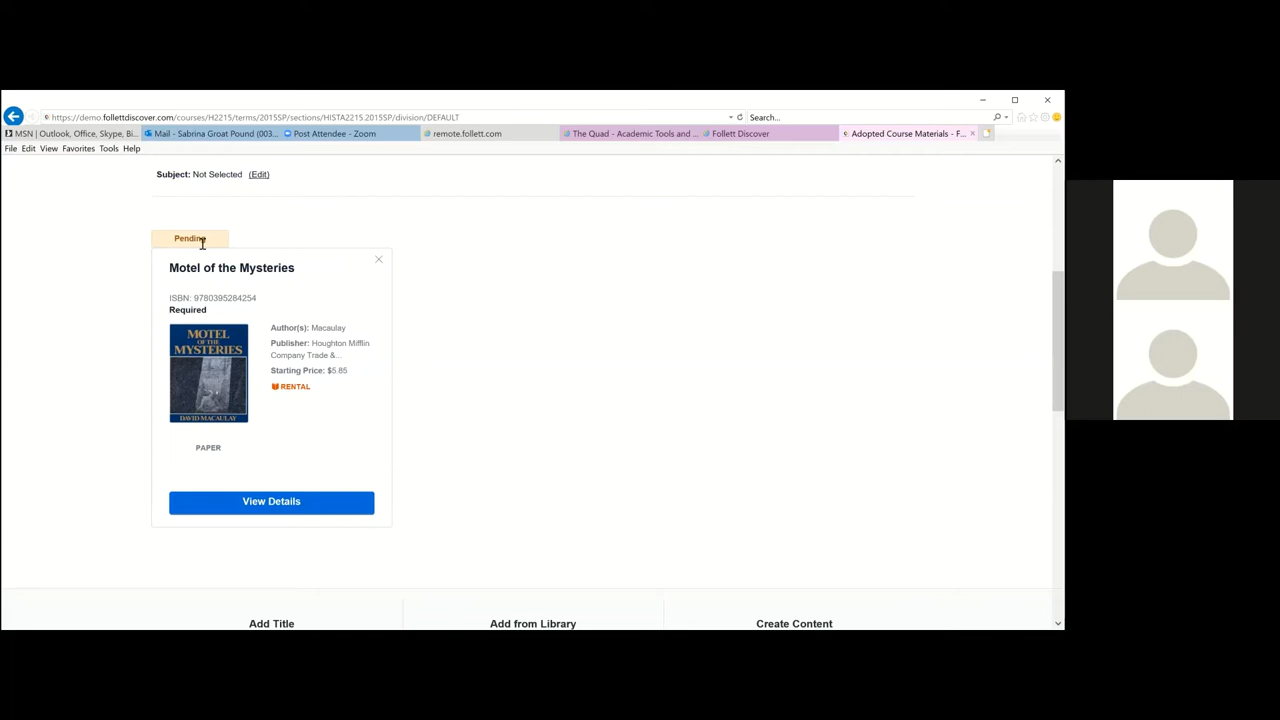 https://demo.follettdiscover.com/courses/H2215/terms/2015SP/sections/HISTA2215.2015SP/division/DEFAULT
Search...
MSN | Outlook, Office, Skype, Bi...
Mail - Sabrina Groat Pound (003...
Post Attendee - Zoom
remote.follett.com
The Quad - Academic Tools and ...
Follett Discover
Adopted Course Materials - F...
File Edit View Favorites Tools Help
Subject: Not Selected (Edit)
Pending
Motel of the Mysteries
ISBN: 9780395284254
Required
MOTEL
OF THE
MYSTERIES
DAVID MACAULAY
Author(s): Macaulay
Publisher: Houghton Mifflin
Company Trade &...
Starting Price: $5.85
RENTAL
PAPER
View Details
Add Title
Add from Library
Create Content